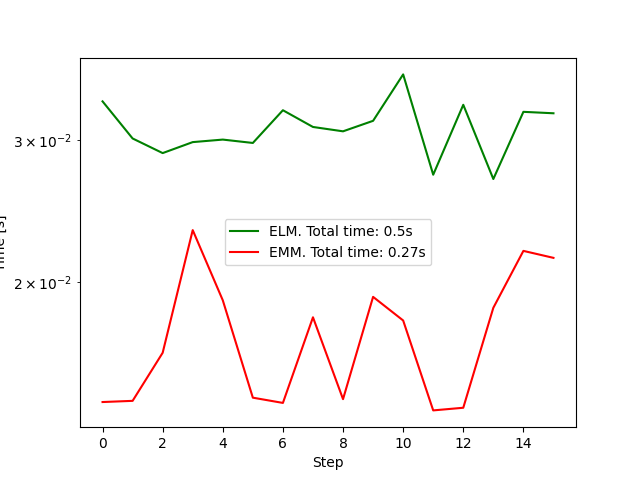 3 × 10⁻²
2 × 10⁻²
ELM. Total time: 0.5s
EMM. Total time: 0.27s
0 2 4 6 8 10 12 14
Step
[s]